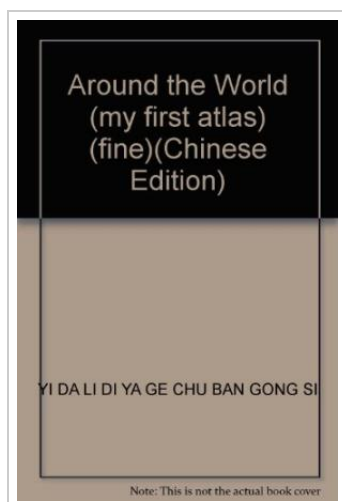 Around the World
(my first atlas)
(fine)(Chinese
Edition)
YI DA LI DI YA GE CHU BAN GONG SI
Note: This is not the actual book cover